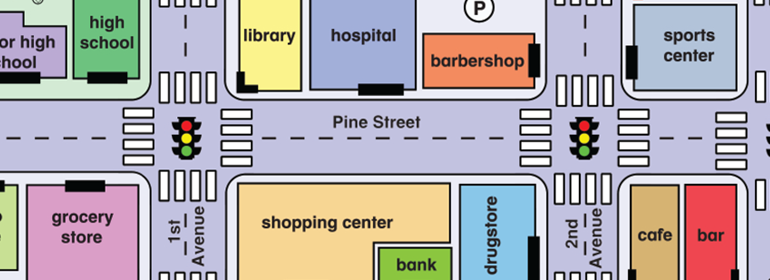 high
school
or high
hool
library
hospital
P
barbershop
sports
center
Pine Street
grocery
store
1st
Avenue
shopping center
bank
drugstore
2nd
Avenue
cafe
bar